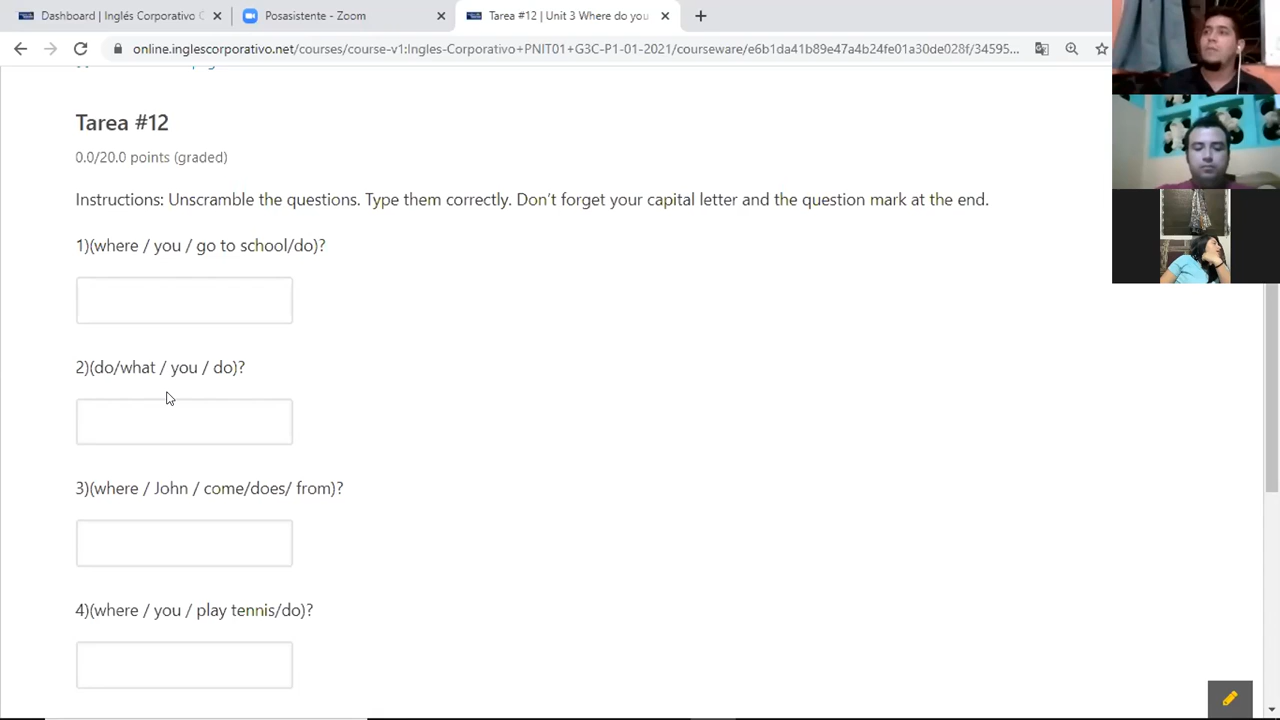 Dashboard | Inglés Corporativo
Posasistente - Zoom
Tarea #12 | Unit 3 Where do you
online.inglescorporativo.net/courses/course-v1:Ingles-Corporativo+PNIT01+G3C-P1-01-2021/courseware/e6b1da41b89e47a4b24fe01a30de028f/34595...
Tarea #12
0.0/20.0 points (graded)
Instructions: Unscramble the questions. Type them correctly. Don’t forget your capital letter and the question mark at the end.
1)(where / you / go to school/do)?
2)(do/what / you / do)?
3)(where / John / come/does/ from)?
4)(where / you / play tennis/do)?